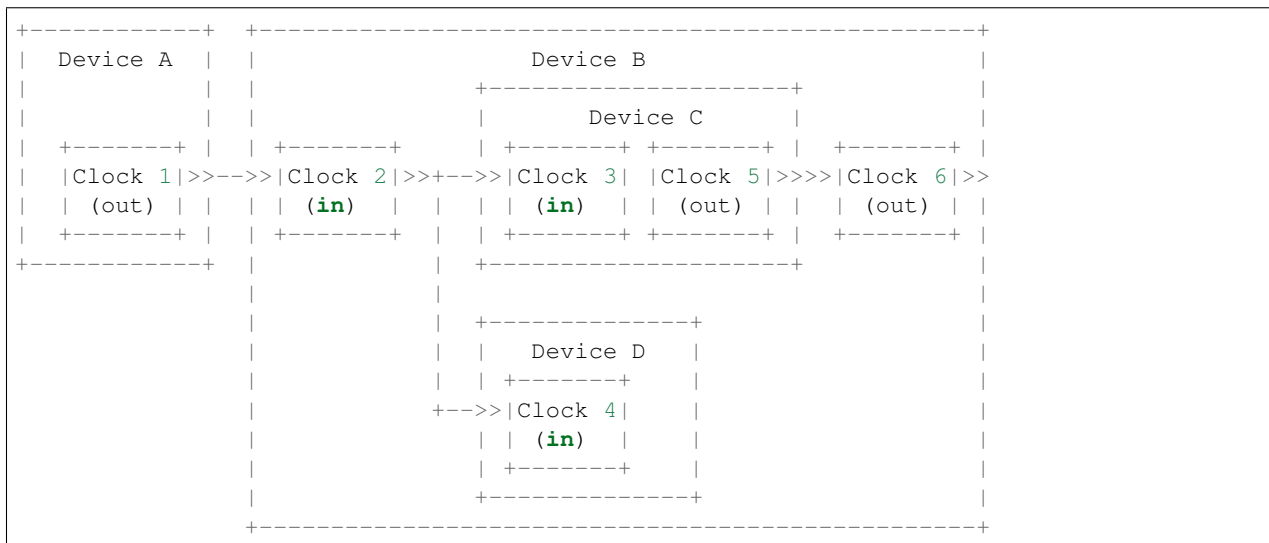 +------------+  +--------------------------------------------------+
|  Device A  |  |                   Device B                       |
|            |  |               +---------------------+            |
|            |  |               |       Device C      |            |
|  +-------+ |  | +-------+     | +-------+ +-------+ |  +-------+ |
|  |Clock 1|>>-->>|Clock 2|>>+-->>|Clock 3| |Clock 5|>>>>|Clock 6|>>
|  | (out) | |  | | (in)  |  |  | | (in)  | | (out) | |  | (out) | |
|  +-------+ |  | +-------+  |  | +-------+ +-------+ |  +-------+ |
+------------+  |            |  +---------------------+            |
                |            |                                     |
                |            |  +--------------+                   |
                |            |  |   Device D   |                   |
                |            |  | +-------+    |                   |
                |            +-->>|Clock 4|    |                   |
                |               | | (in)  |    |                   |
                |               | +-------+    |                   |
                |               +--------------+                   |
                +--------------------------------------------------+